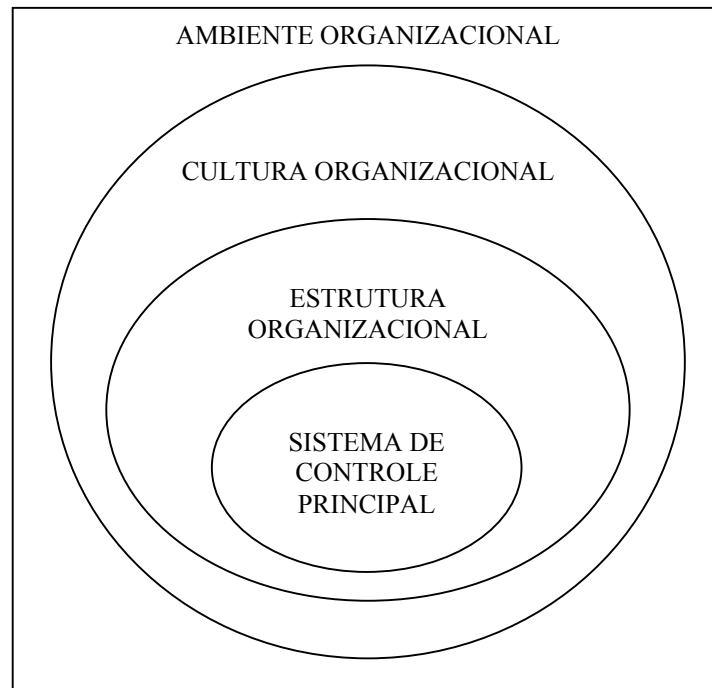 AMBIENTE ORGANIZACIONAL
CULTURA ORGANIZACIONAL
ESTRUTURA
ORGANIZACIONAL
SISTEMA DE
CONTROLE
PRINCIPAL